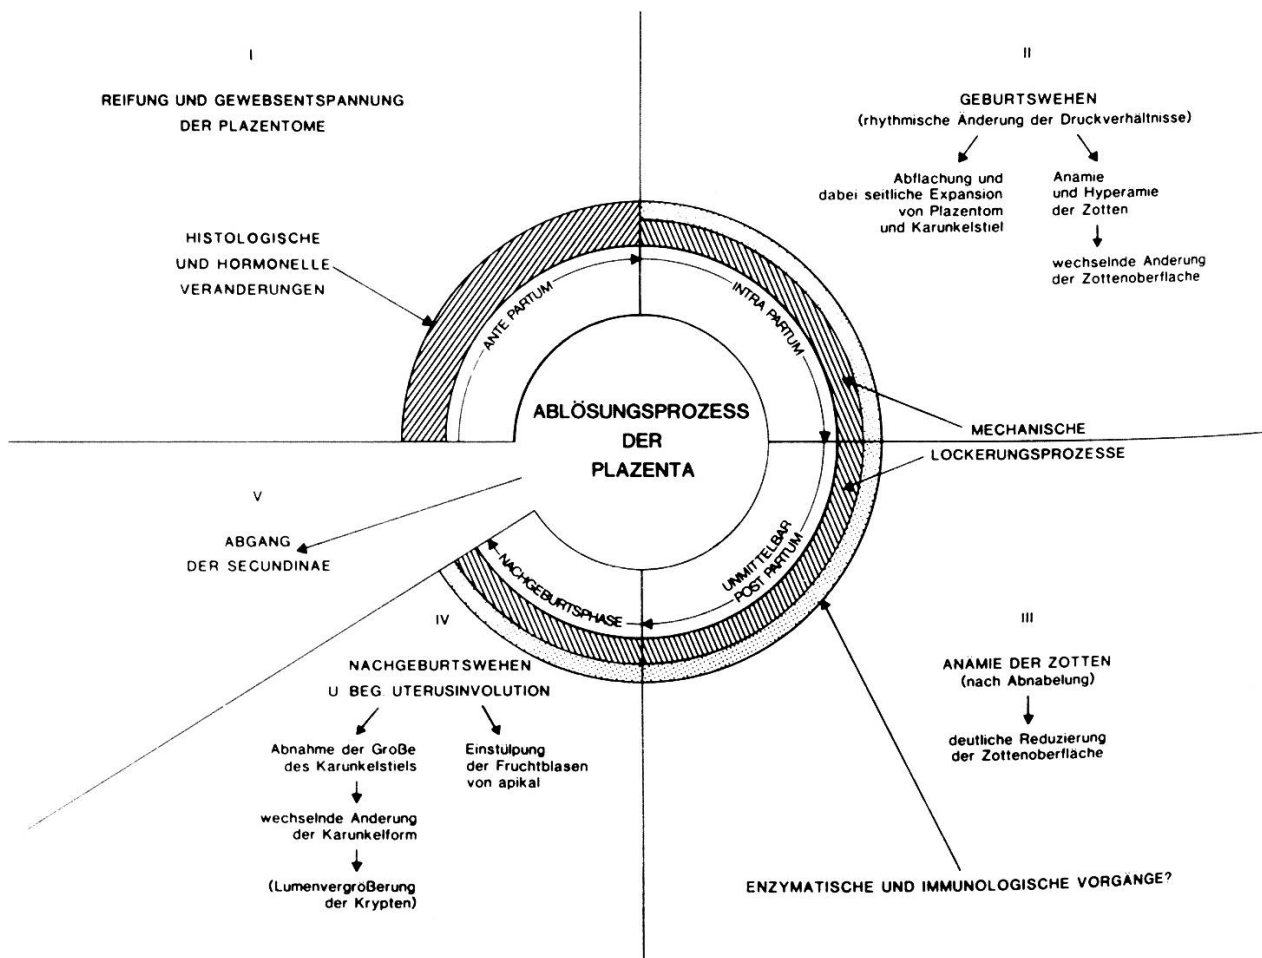 I
REIFUNG UND GEWEBSENTSPANNUNG
DER PLAZENTOME
HISTOLOGISCHE
UND HORMONELLE
VERANDERUNGEN
II
GEBURTSWEHEN
(rhythmische Änderung der Druckverhältnisse)
Abflachung und
dabei seitliche Expansion
von Plazentom
und Karunkelstiel
Anämie
und Hyperämie
der Zotten
wechselnde Änderung
der Zottenoberfläche
ANTE PARTUM
INTRA PARTUM
ABLÖSUNGSPROZESS
DER
PLAZENTA
MECHANISCHE
LOCKERUNGSPROZESSE
UNMITTELBAR
POST PARTUM
NACHGEBURTSPHASE
V
ABGANG
DER SECUNDINAE
III
ANÄMIE DER ZOTTEN
(nach Abnabelung)
deutliche Reduzierung
der Zottenoberfläche
IV
NACHGEBURTSWEHEN
U BEG. UTERUSINVOLUTION
Abnahme der Große
des Karunkelstiels
wechselnde Anderung
der Karunkelform
(Lumenvergrößerung
der Krypten)
Einstülpung
der Fruchtblasen
von apikal
ENZYMATISCHE UND IMMUNOLOGISCHE VORGÄNGE?